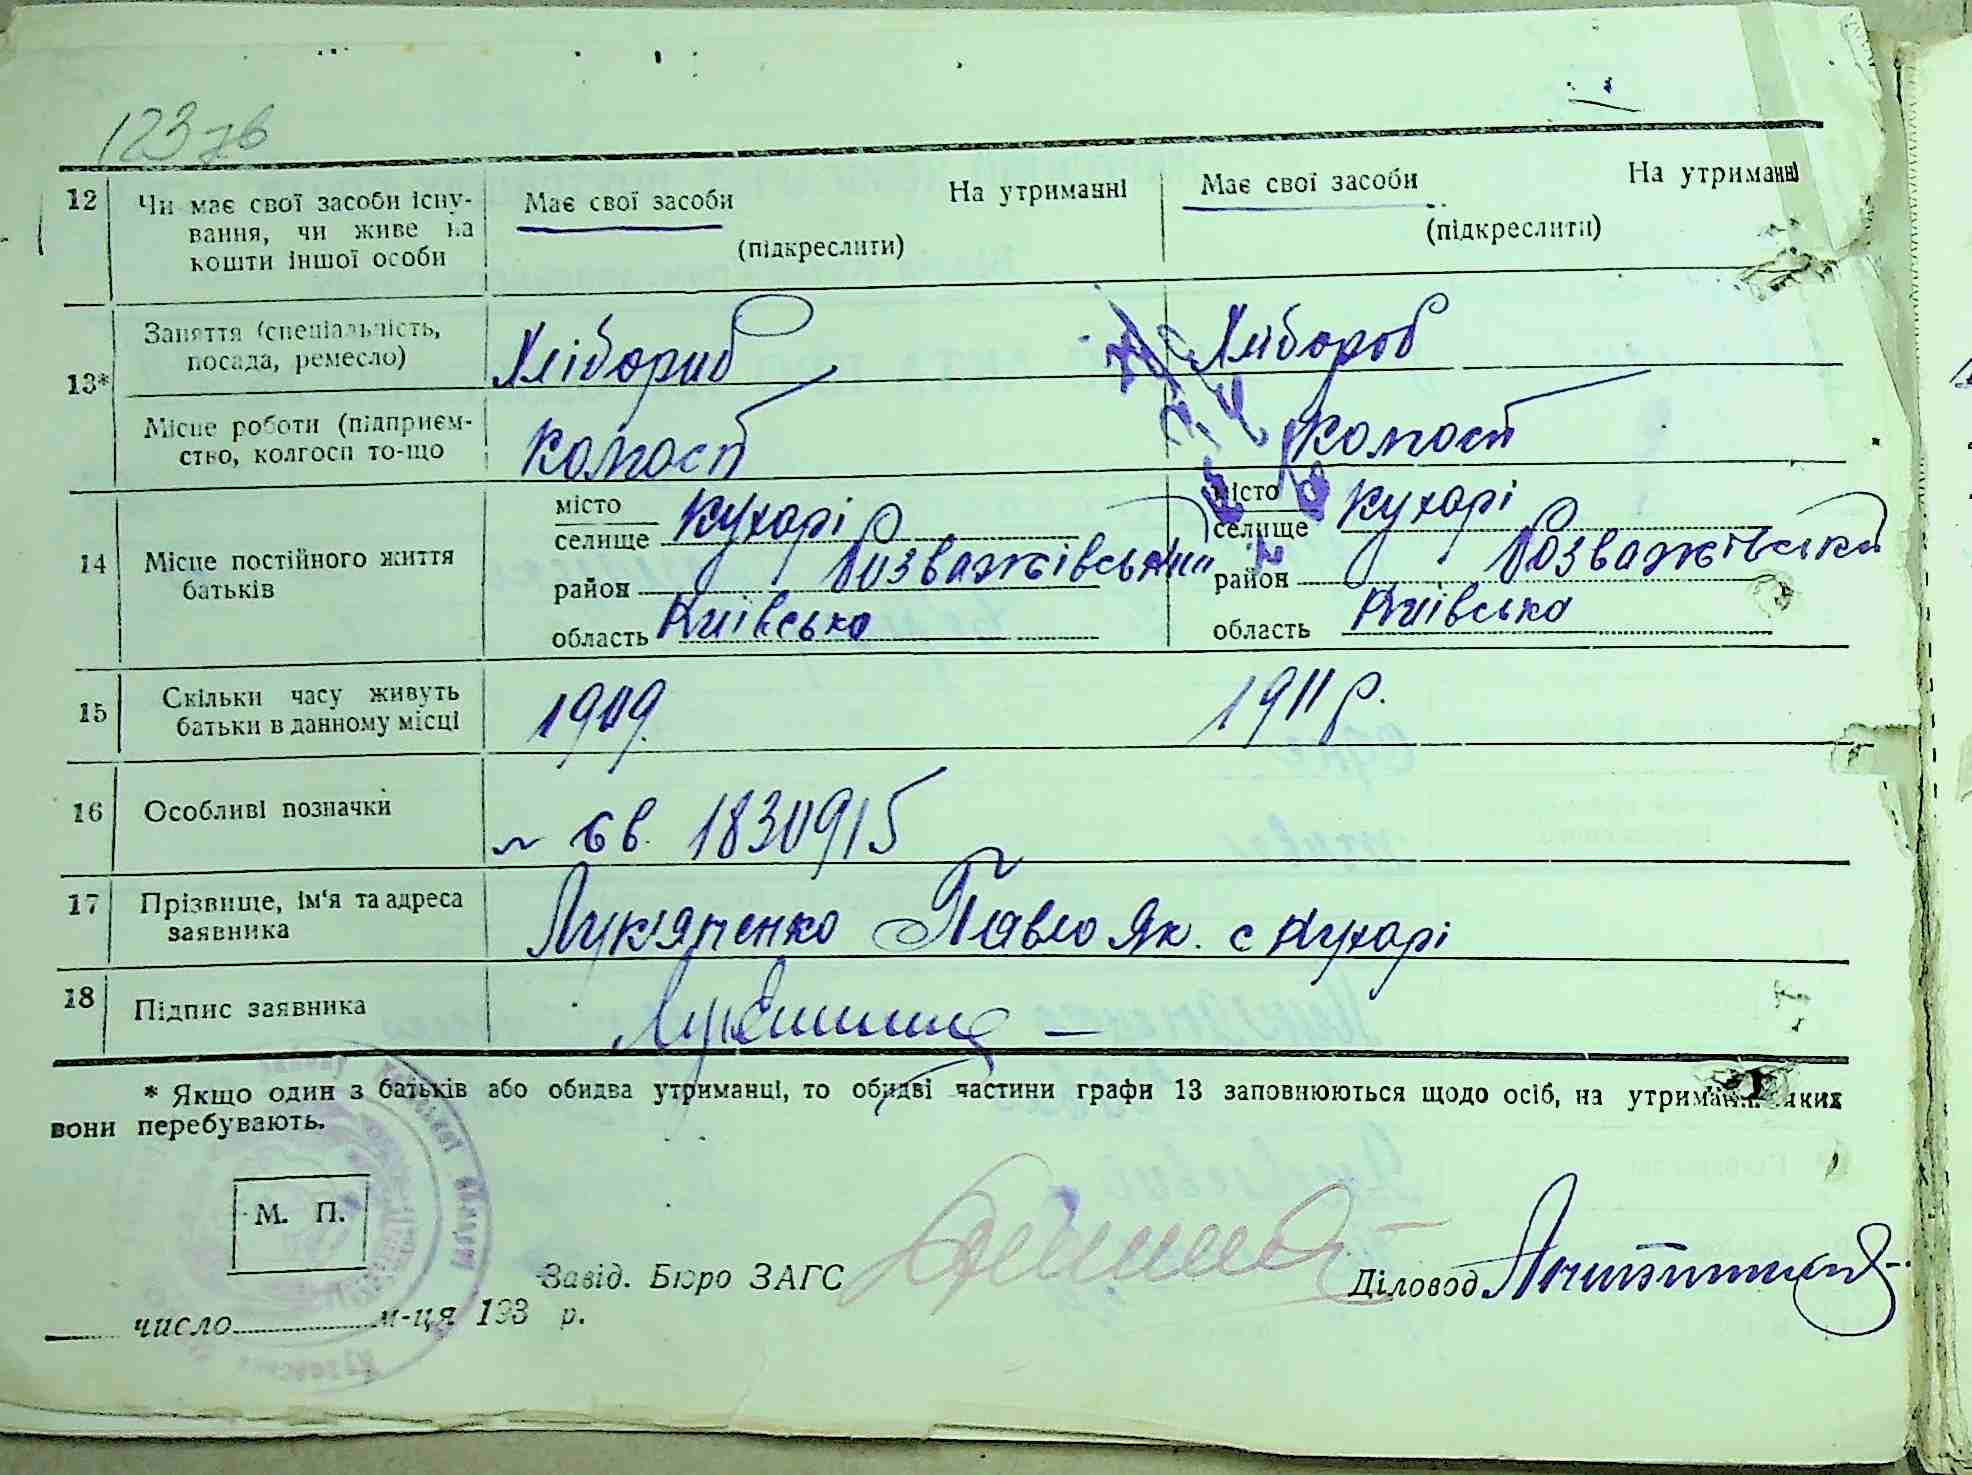 123 зв
12 Чи має свої засоби існу- Має свої засоби На утриманні Має свої засоби На утриманні
вання, чи живе на (підкреслити) (підкреслити)
кошти іншої особи
13* Заняття (спеціальність, Хлібороб Хлібороб
посада, ремесло)
Місце роботи (підприєм- Колгосп Колгосп
ство, колгосп то-що
14 Місце постійного життя батьків
місто
селище Кухарі
район Розважівський
область Київська
місто
селище Кухарі
район Розважівський
область Київська
15 Скільки часу живуть 1909. 1911 р.
батьки в данному місці
16 Особливі позначки св. 1830915
17 Прізвище, ім'я та адреса Лук'яненко Павло Як. с Кухарі
заявника
18 Підпис заявника
* Якщо один з батьків або обидва утриманці, то обидві частини графи 13 заповнюються щодо осіб, на утриманні яких
вони перебувають.
М. П.
Завід. Бюро ЗАГС Діловод
число м-ця 193 р.